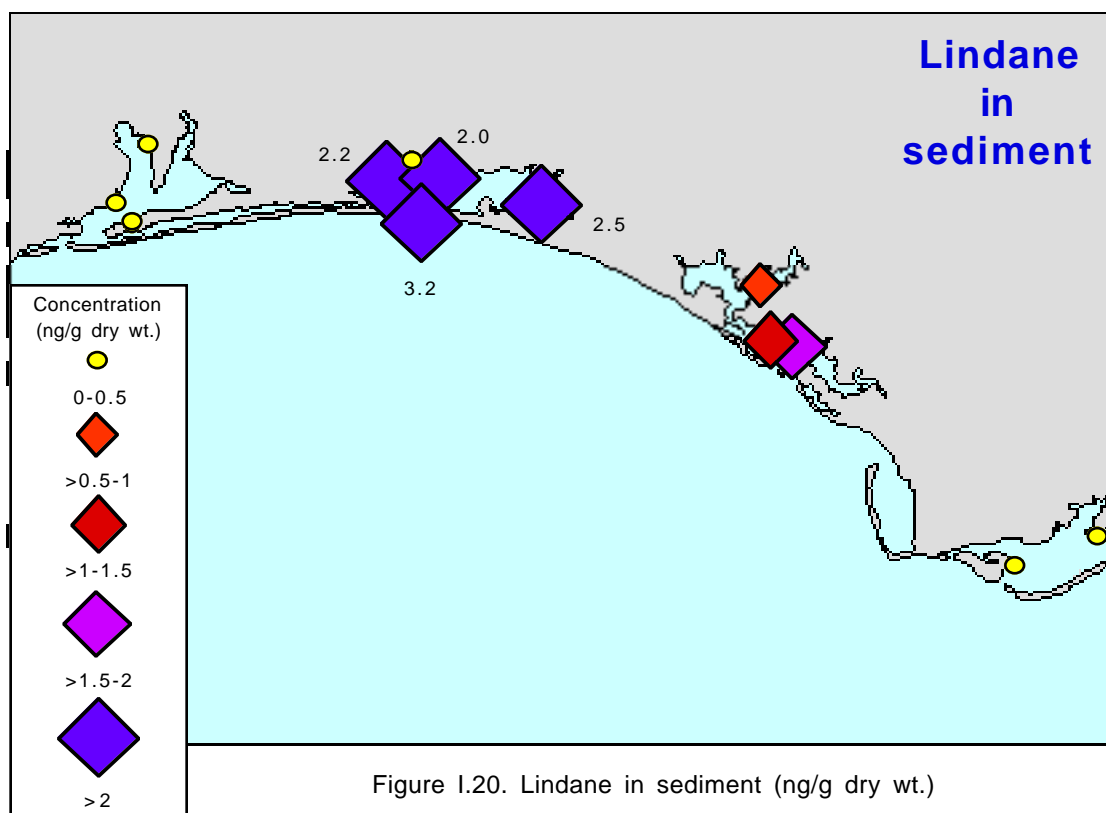 Lindane
in
sediment
2.0
2.2
2.5
3.2
Concentration
(ng/g dry wt.)
0-0.5
>0.5-1
>1-1.5
>1.5-2
>2
Figure I.20. Lindane in sediment (ng/g dry wt.)